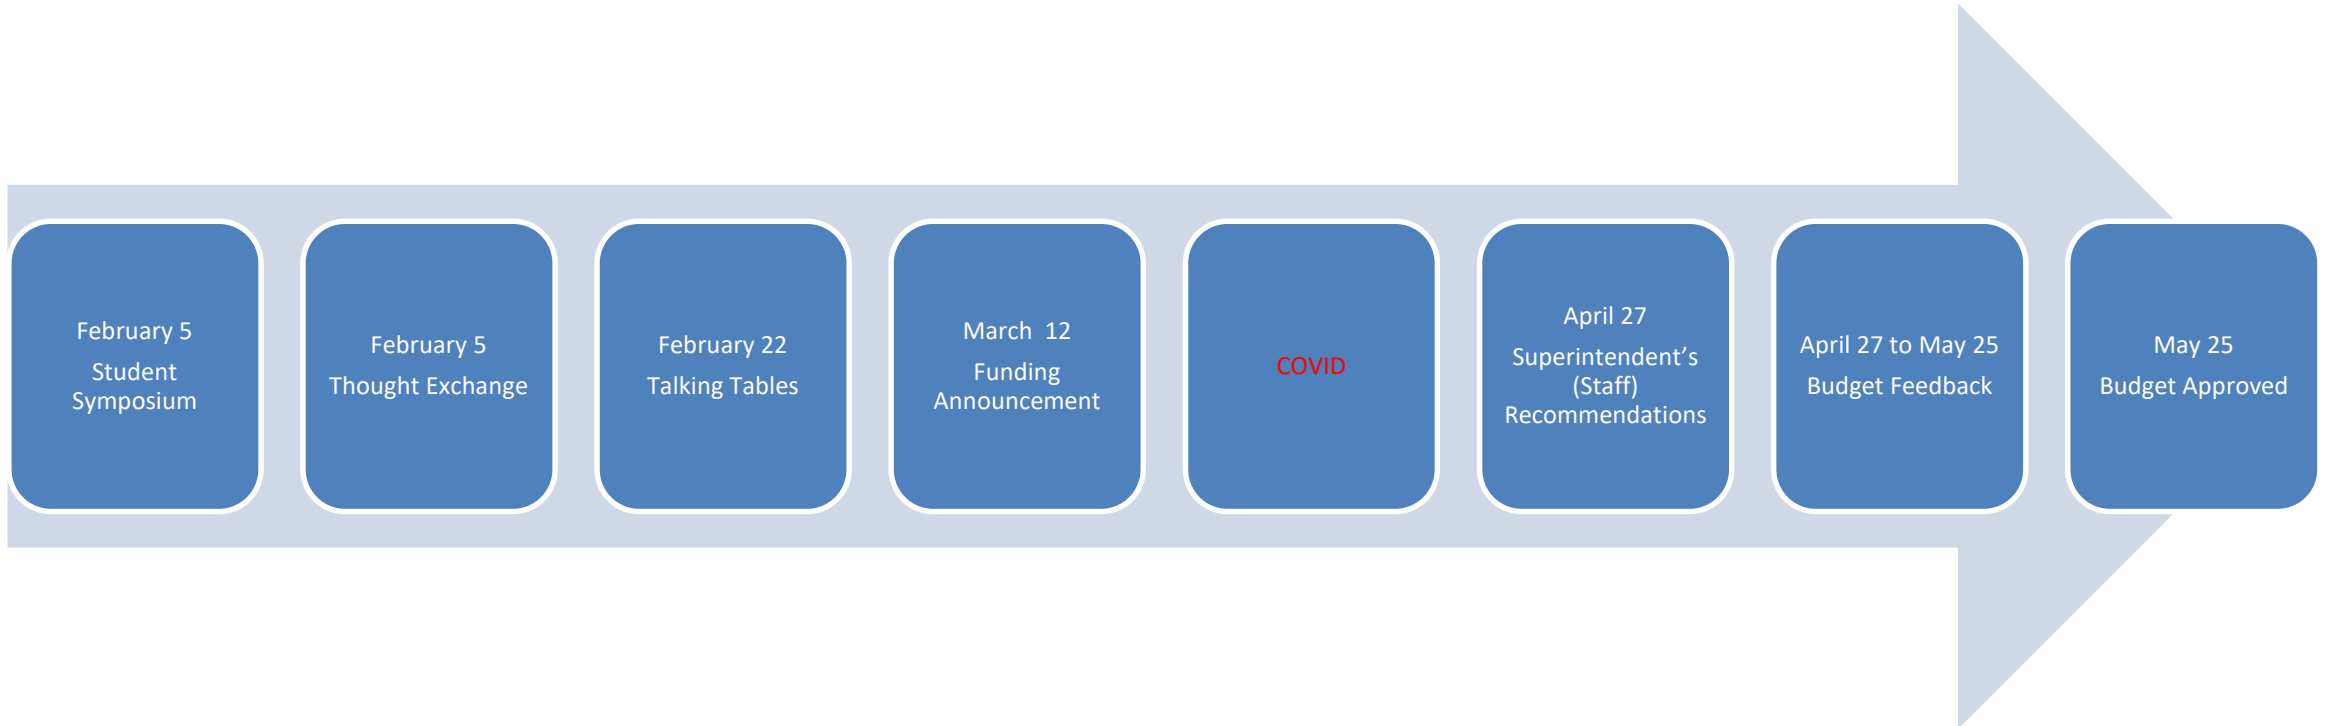 February 5
Student
Symposium
February 5
Thought Exchange
February 22
Talking Tables
March  12
Funding
Announcement
COVID
April 27
Superintendent’s
(Staff)
Recommendations
April 27 to May 25
Budget Feedback
May 25
Budget Approved